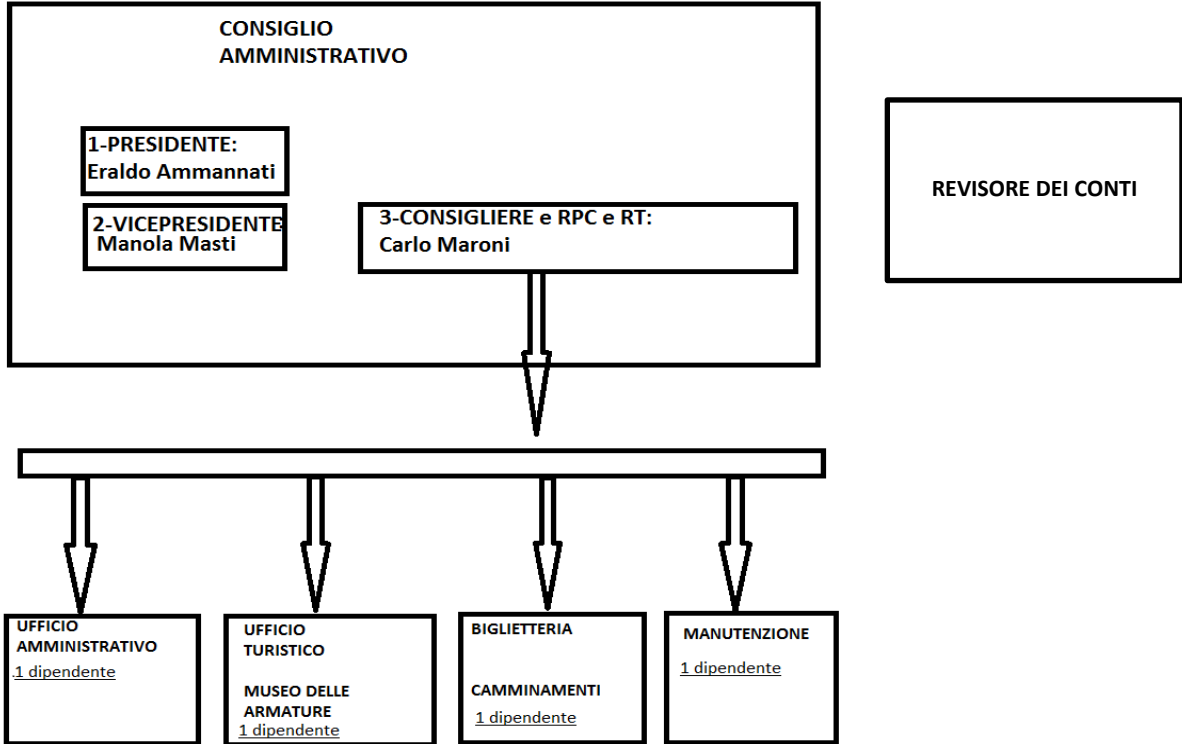 CONSIGLIO
AMMINISTRATIVO
1-PRESIDENTE:
Eraldo Ammannati
2-VICEPRESIDENTE
Manola Masti
3-CONSIGLIERE e RPC e RT:
Carlo Maroni
REVISORE DEI CONTI
UFFICIO
AMMINISTRATIVO
.1 dipendente
UFFICIO
TURISTICO
MUSEO DELLE
ARMATURE
1 dipendente
BIGLIETTERIA
CAMMINAMENTI
1 dipendente
MANUTENZIONE
1 dipendente